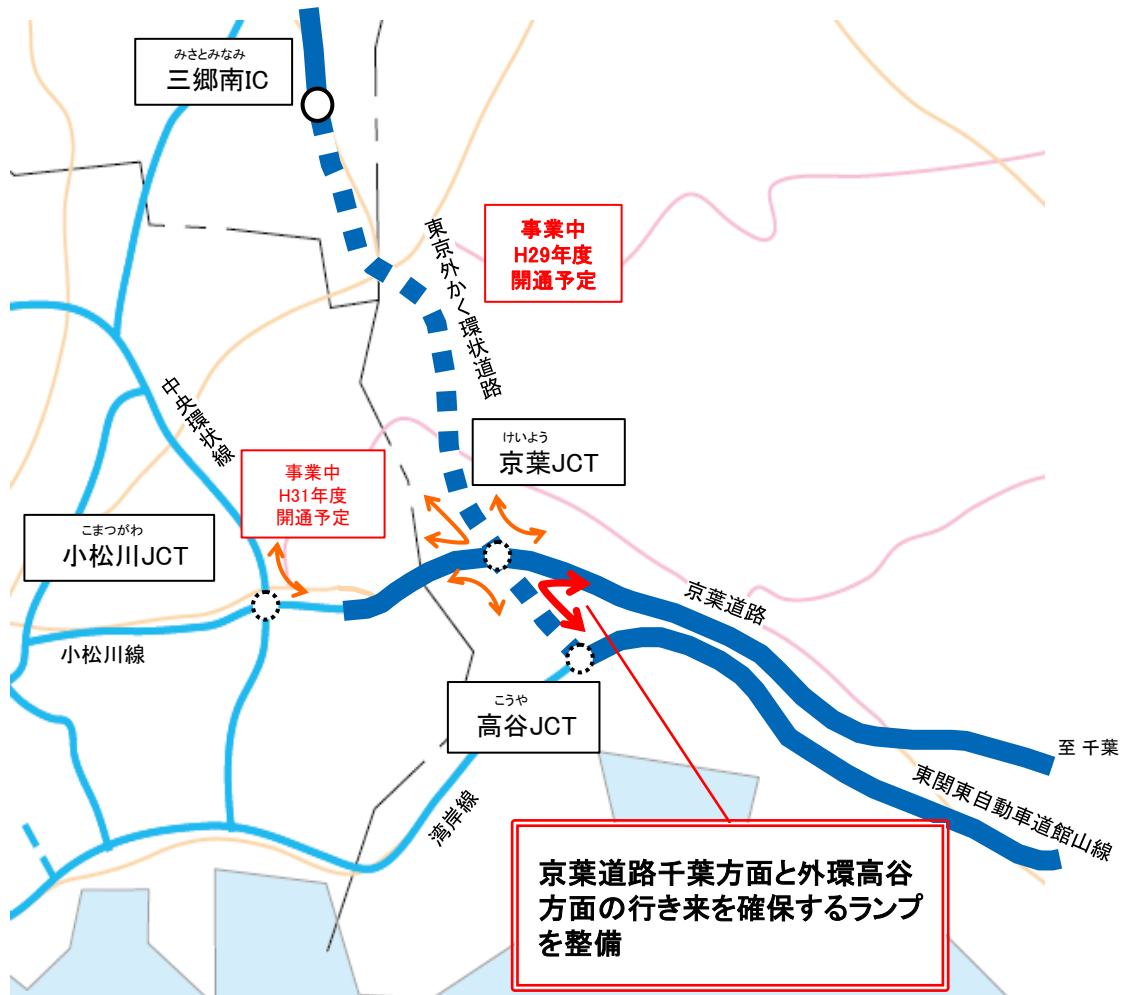 みさとみなみ
三郷南IC
東京外かく環状道路
事業中
H29年度
開通予定
中央環状線
けいよう
京葉JCT
事業中
H31年度
開通予定
こまつがわ
小松川JCT
小松川線
京葉道路
こうや
高谷JCT
至 千葉
東関東自動車道館山線
湾岸線
京葉道路千葉方面と外環高谷
方面の行き来を確保するランプ
を整備